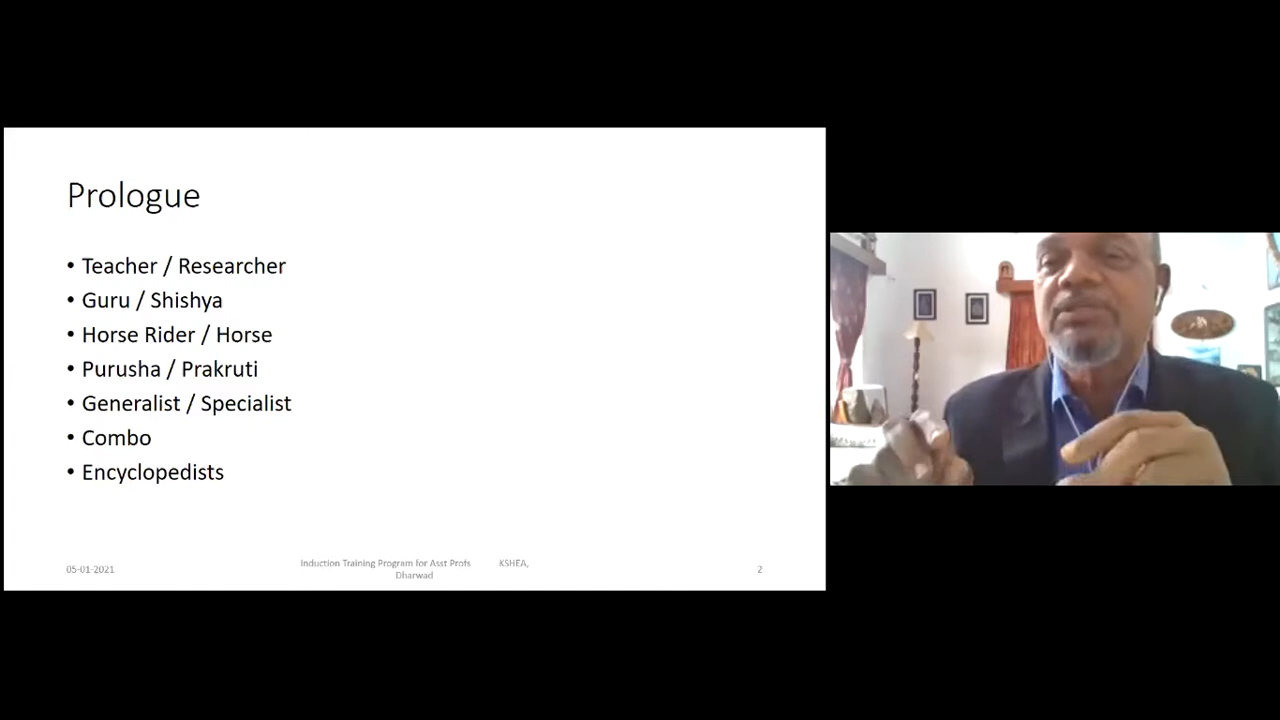 Prologue
• Teacher / Researcher
• Guru / Shishya
• Horse Rider / Horse
• Purusha / Prakruti
• Generalist / Specialist
• Combo
• Encyclopedists
05-01-2021
Induction Training Program for Asst Profs KSHEA,
Dharwad
2